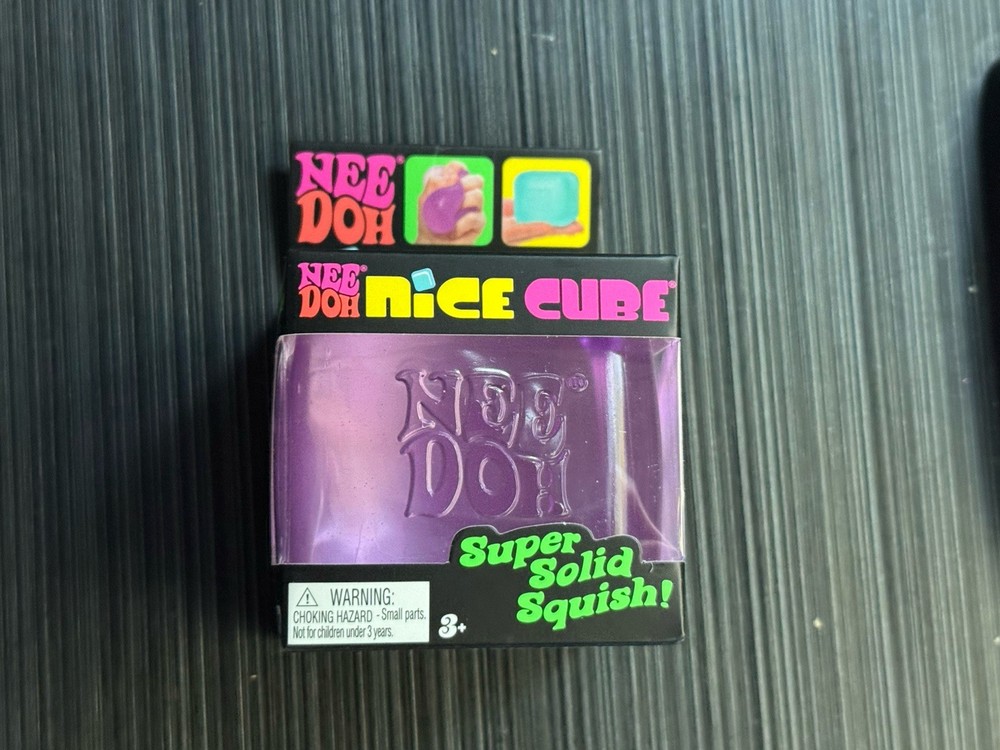 NEE®
DOH
NEE®
DOH NiCE CUBE®
NEE®
DOH
Super
Solid
Squish!
WARNING:
CHOKING HAZARD - Small parts.
Not for children under 3 years.
3+